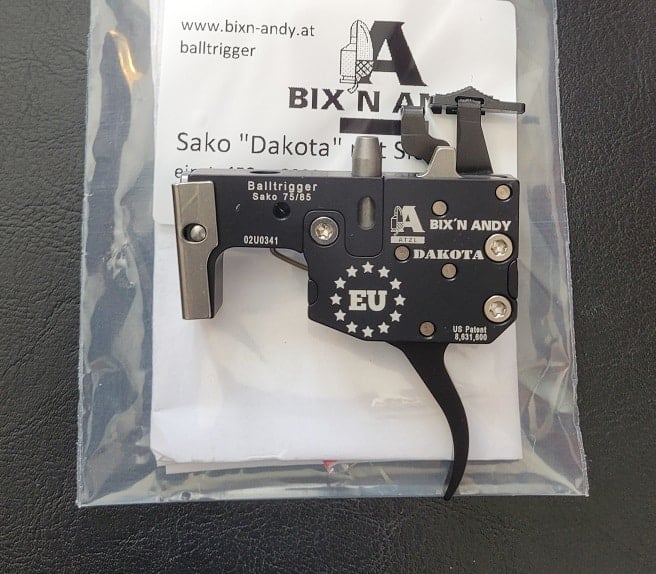 www.bixn-andy.at
balltrigger
BIX'N AN
Sako "Dakota"
Balltrigger
Sako 75/85
02U0341
ATZL
BIX'N ANDY
DAKOTA
EU
US Patent
8,631,600